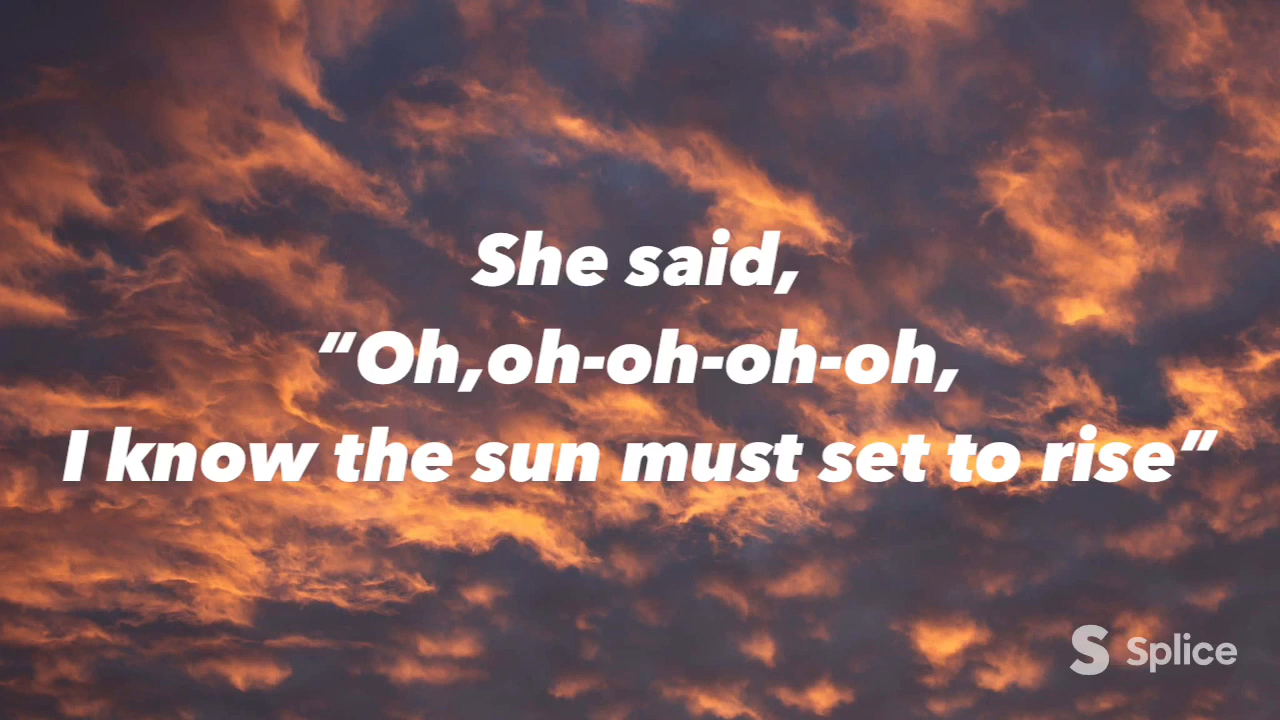 She said,
“Oh,oh-oh-oh-oh,
I know the sun must set to rise”
S Splice